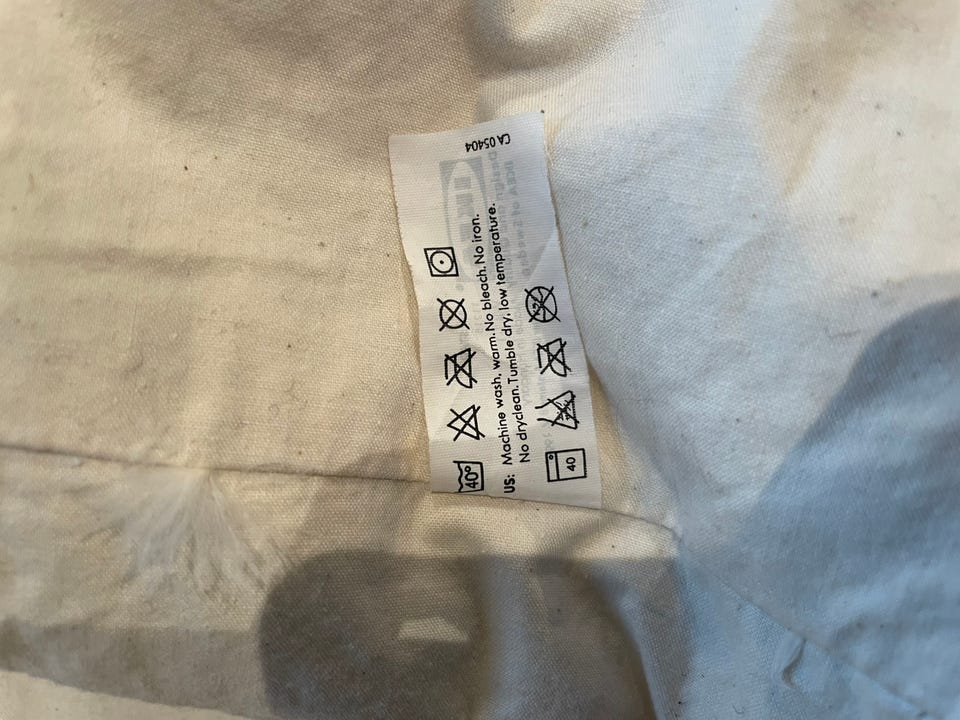 40°
US: Machine wash, warm. No bleach. No iron.
No dryclean. Tumble dry, low temperature.
40
CA 05404